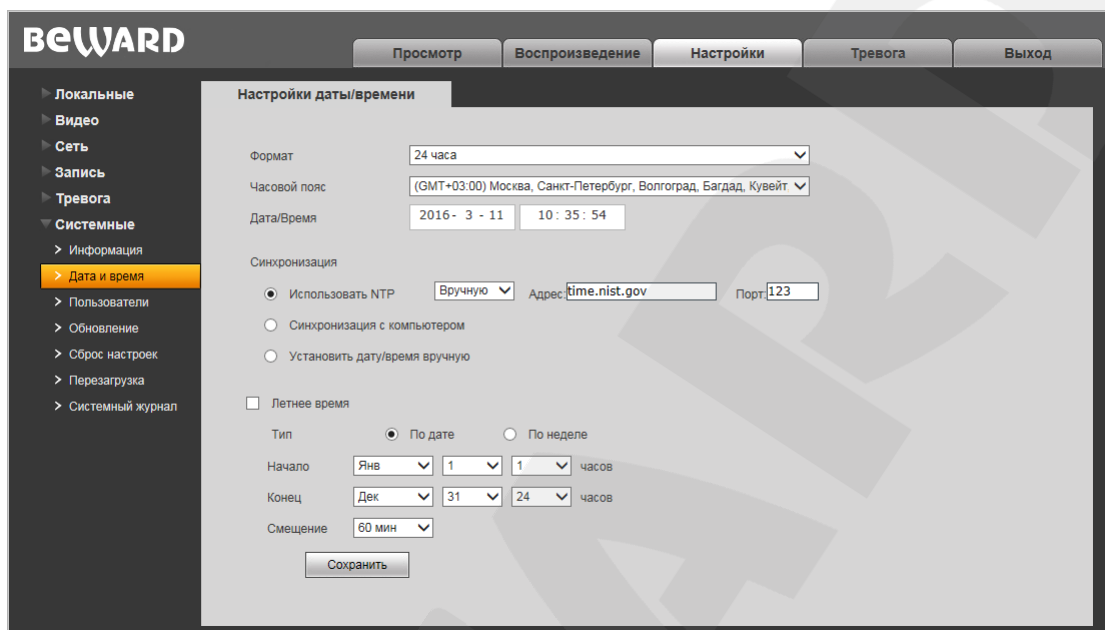 BEWARD
Просмотр Воспроизведение Настройки Тревога Выход
Локальные
Видео
Сеть
Запись
Тревога
Системные
Информация
Дата и время
Пользователи
Обновление
Сброс настроек
Перезагрузка
Системный журнал
Настройки даты/времени
Формат 24 часа
Часовой пояс (GMT+03:00) Москва, Санкт-Петербург, Волгоград, Багдад, Кувейт,
Дата/Время 2016- 3 - 11 10: 35: 54
Синхронизация
Использовать NTP Вручную Адрес: time.nist.gov Порт: 123
Синхронизация с компьютером
Установить дату/время вручную
Летнее время
Тип По дате По неделе
Начало Янв 1 1 часов
Конец Дек 31 24 часов
Смещение 60 мин
Сохранить